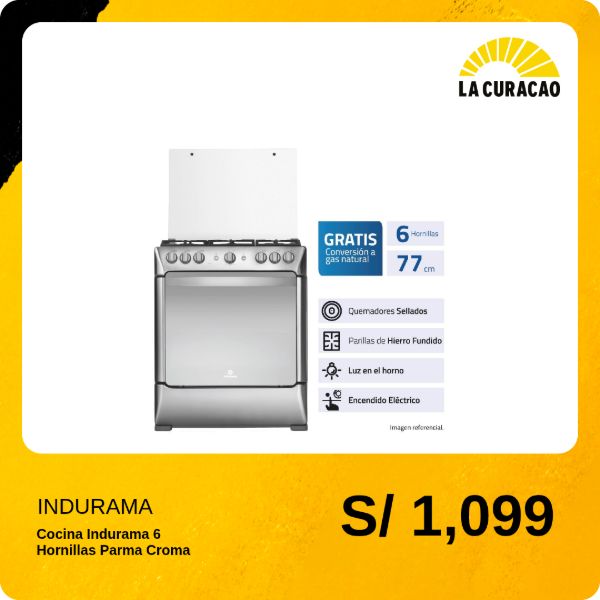 LA CURACAO
GRATIS
Conversión a
gas natural
6 Hornillas
77 cm
Quemadores Sellados
Parillas de Hierro Fundido
Luz en el horno
Encendido Eléctrico
Imagen referencial.
INDURAMA
Cocina Indurama 6
Hornillas Parma Croma
S/ 1,099